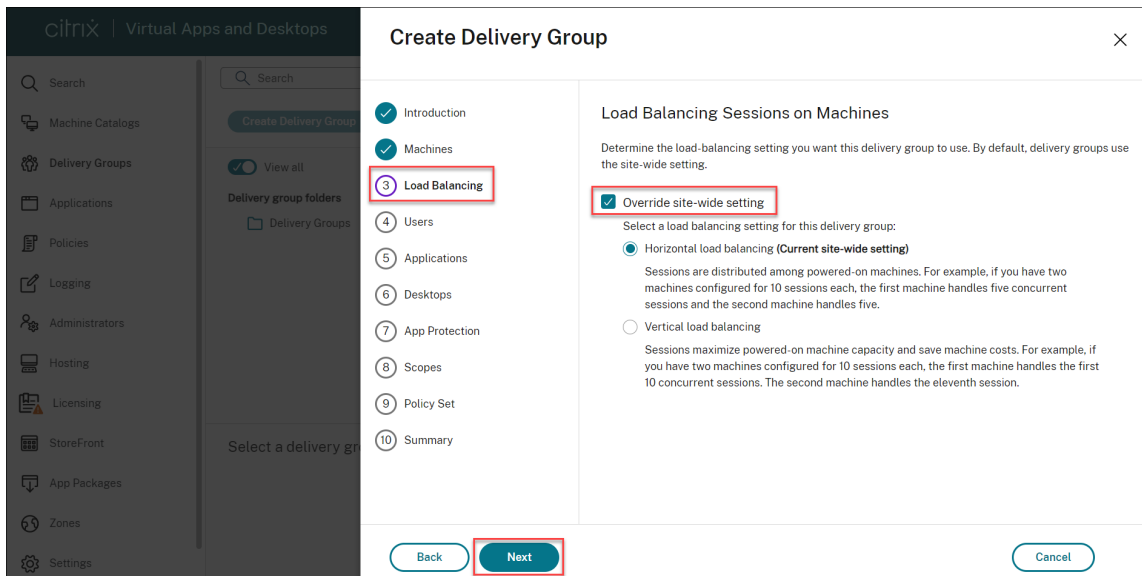 citrix | Virtual Apps and Desktops
Search
Machine Catalogs
Delivery Groups
Applications
Policies
Logging
Administrators
Hosting
Licensing
StoreFront
App Packages
Zones
Settings
Search
Create Delivery Group
View all
Delivery group folders
Delivery Groups
Select a delivery gr
Create Delivery Group
Introduction
Machines
3 Load Balancing
4 Users
5 Applications
6 Desktops
7 App Protection
8 Scopes
9 Policy Set
10 Summary
Load Balancing Sessions on Machines
Determine the load-balancing setting you want this delivery group to use. By default, delivery groups use
the site-wide setting.
Override site-wide setting
Select a load balancing setting for this delivery group:
Horizontal load balancing (Current site-wide setting)
Sessions are distributed among powered-on machines. For example, if you have two
machines configured for 10 sessions each, the first machine handles five concurrent
sessions and the second machine handles five.
Vertical load balancing
Sessions maximize powered-on machine capacity and save machine costs. For example, if
you have two machines configured for 10 sessions each, the first machine handles the first
10 concurrent sessions. The second machine handles the eleventh session.
Back
Next
Cancel